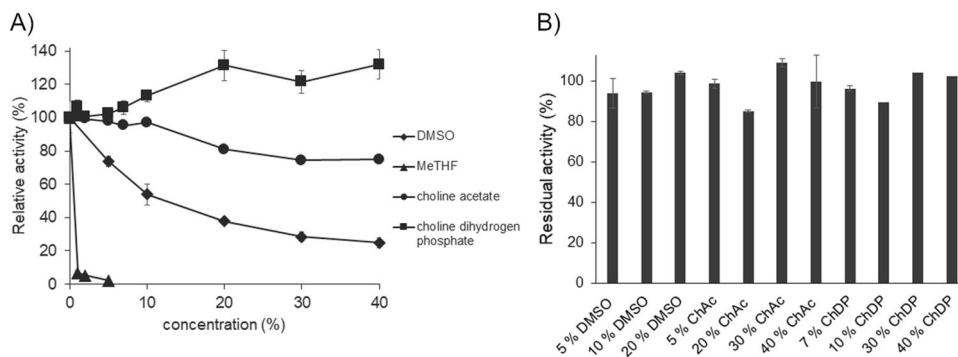 A)
Relative activity (%)
140
120
100
80
60
40
20
0
0 10 20 30 40
concentration (%)
DMSO
MeTHF
choline acetate
choline dihydrogen
phosphate
B)
Residual activity (%)
100
80
60
40
20
0
5 % DMSO
10 % DMSO
20 % DMSO
5 % ChAc
20 % ChAc
30 % ChAc
40 % ChAc
7 % ChDP
10 % ChDP
30 % ChDP
40 % ChDP